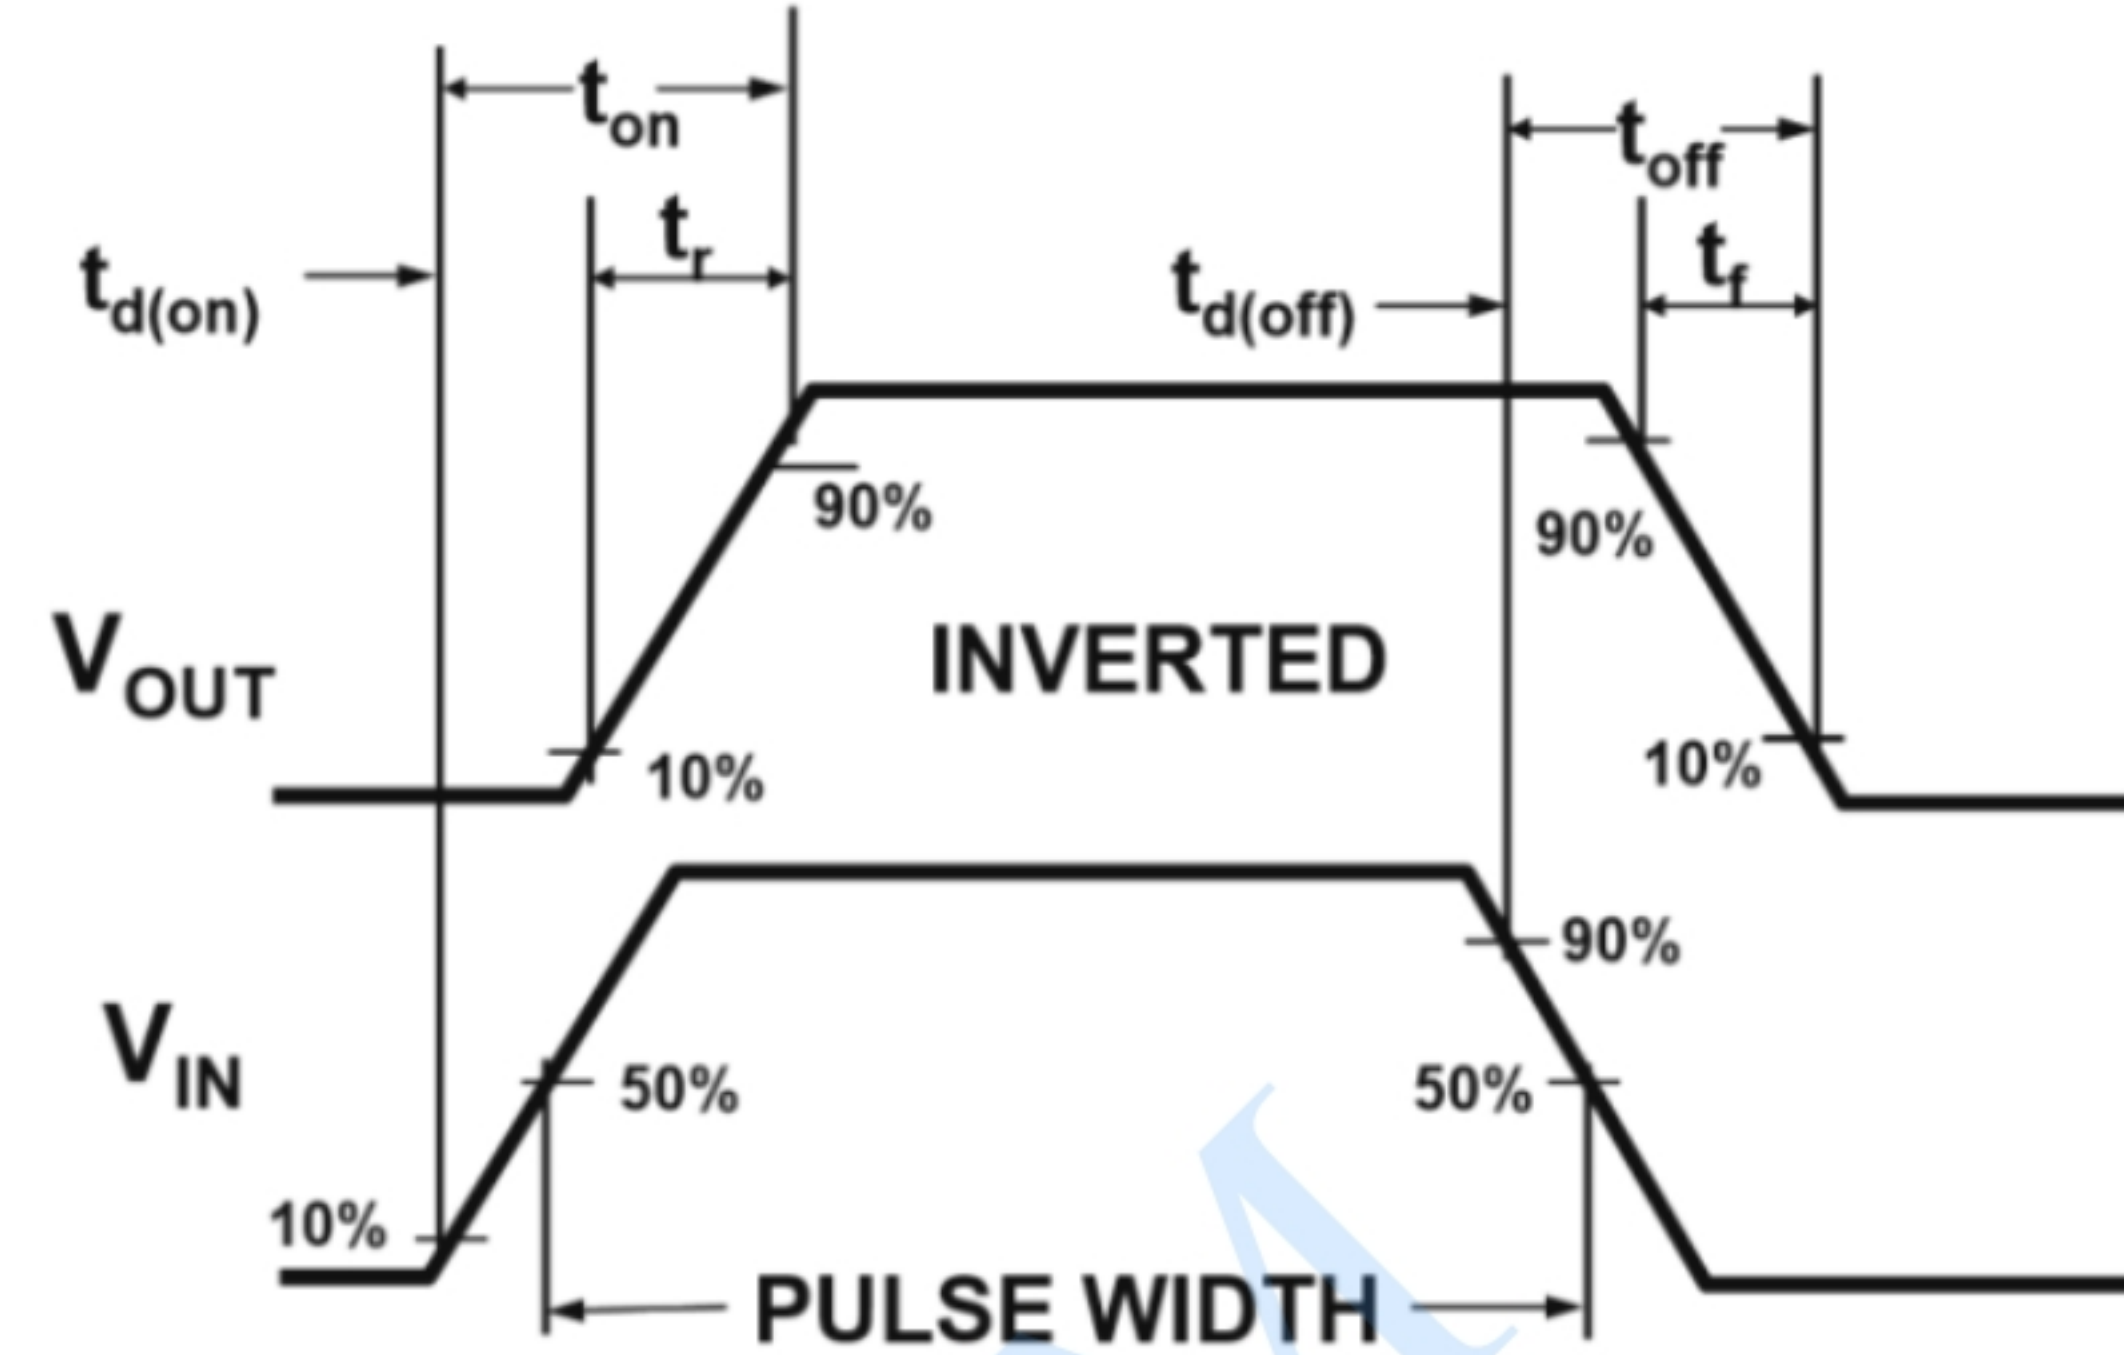 ton
toff
tr
tf
td(on)
td(off)
90%
90%
INVERTED
VOUT
10%
10%
90%
VIN
50%
50%
10%
PULSE WIDTH